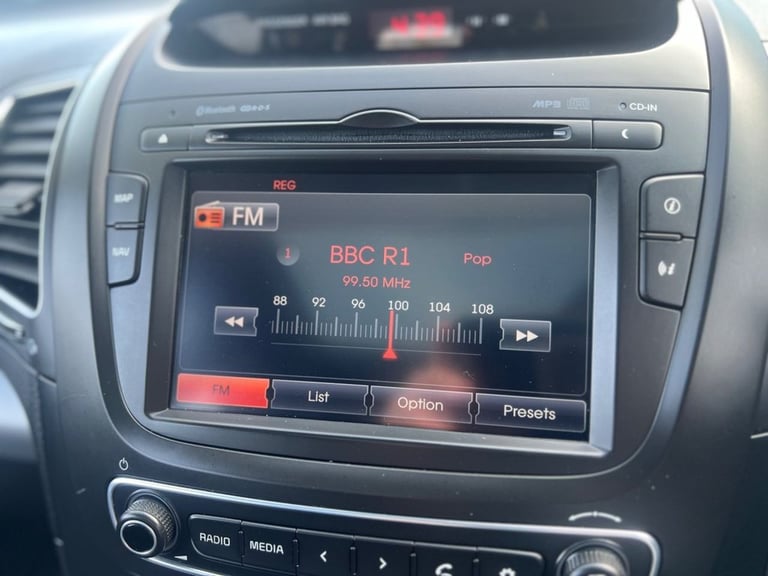 Bluetooth R·D·S
MP3 CD-IN
MAP
NAV
REG
FM
1 BBC R1 Pop
99.50 MHz
88 92 96 100 104 108
FM List Option Presets
RADIO MEDIA